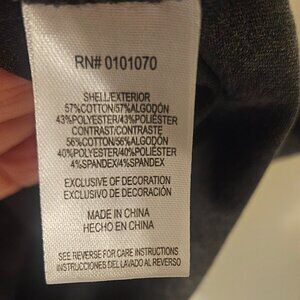 RN# 0101070
SHELL/EXTERIOR
57%COTTON/57%ALGODÓN
43%POLYESTER/43%POLIÉSTER
CONTRAST/CONTRASTE
56%COTTON/56%ALGODÓN
40%POLYESTER/40%POLIÉSTER
4%SPANDEX/4%SPANDEX
EXCLUSIVE OF DECORATION
EXCLUSIVO DE DECORACIÓN
MADE IN CHINA
HECHO EN CHINA
SEE REVERSE FOR CARE INSTRUCTIONS
INSTRUCCIONES DEL LAVADO AL REVERSO